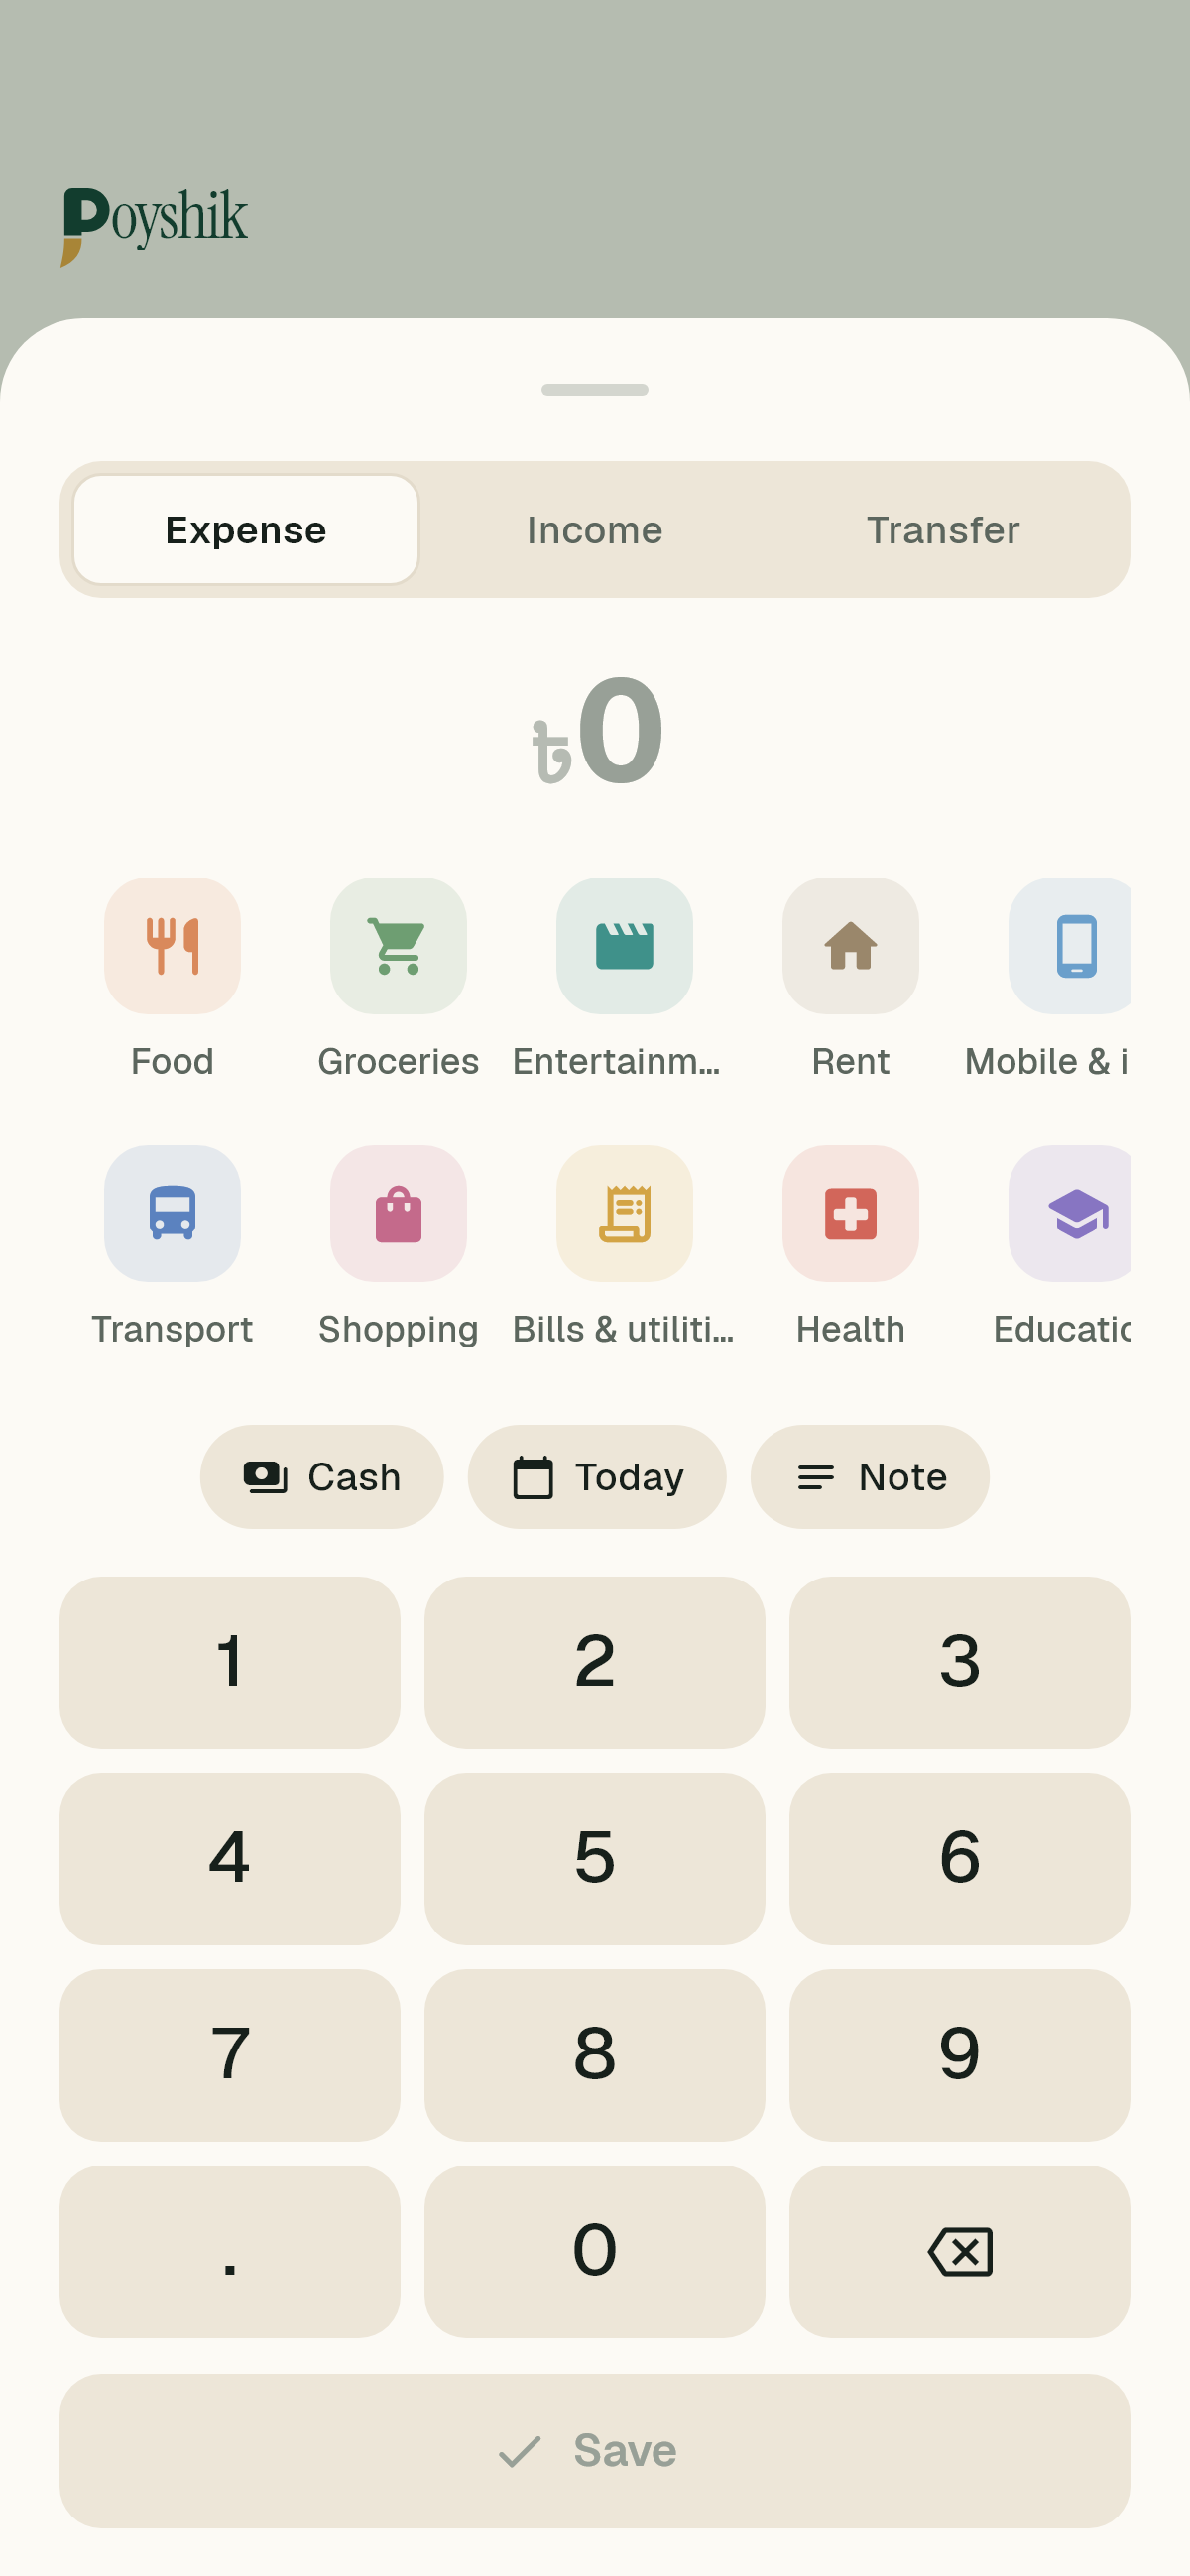 Poyshik
Expense Income Transfer
৳0
Food Groceries Entertainm... Rent Mobile & i
Transport Shopping Bills & utiliti... Health Educatio
Cash Today Note
1 2 3
4 5 6
7 8 9
. 0
Save